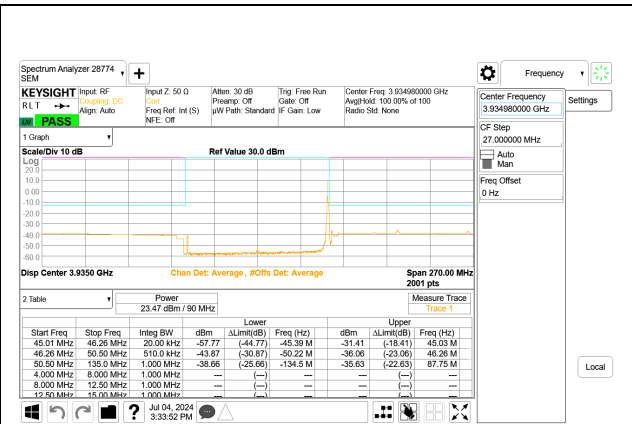 Spectrum Analyzer 28774
SEM
KEYSIGHT
RLT
LXI PASS
Input: RF
Coupling: DC
Align: Auto
Input Z: 50 Ω
Corr
Freq Ref: Int (S)
NFE: Off
Atten: 30 dB
Preamp: Off
µW Path: Standard
Trig: Free Run
Gate: Off
IF Gain: Low
Center Freq: 3.934980000 GHz
Avg|Hold: 100.00% of 100
Radio Std: None
1 Graph
Scale/Div 10 dB
Ref Value 30.0 dBm
Log
20.0
10.0
0.00
-10.0
-20.0
-30.0
-40.0
-50.0
-60.0
Disp Center 3.9350 GHz
Chan Det: Average , #Offs Det: Average
Span 270.00 MHz
2001 pts
2 Table
Power
23.47 dBm / 90 MHz
Measure Trace
Trace 1
Lower Upper
Start Freq Stop Freq Integ BW dBm ΔLimit(dB) Freq (Hz) dBm ΔLimit(dB) Freq (Hz)
45.01 MHz 46.26 MHz 20.00 kHz -57.77 (-44.77) -45.39 M -31.41 (-18.41) 45.03 M
46.26 MHz 50.50 MHz 510.0 kHz -43.87 (-30.87) -50.22 M -36.06 (-23.06) 46.26 M
50.50 MHz 135.0 MHz 1.000 MHz -38.66 (-25.66) -134.5 M -35.63 (-22.63) 87.75 M
4.000 MHz 8.000 MHz 1.000 MHz --- (---) --- --- (---) ---
8.000 MHz 12.50 MHz 1.000 MHz --- (---) --- --- (---) ---
12.50 MHz 15.00 MHz 1.000 MHz --- (---) --- --- (---) ---
Jul 04, 2024
3:33:52 PM
Frequency
Center Frequency
3.934980000 GHz
Settings
CF Step
27.000000 MHz
Auto
Man
Freq Offset
0 Hz
Local